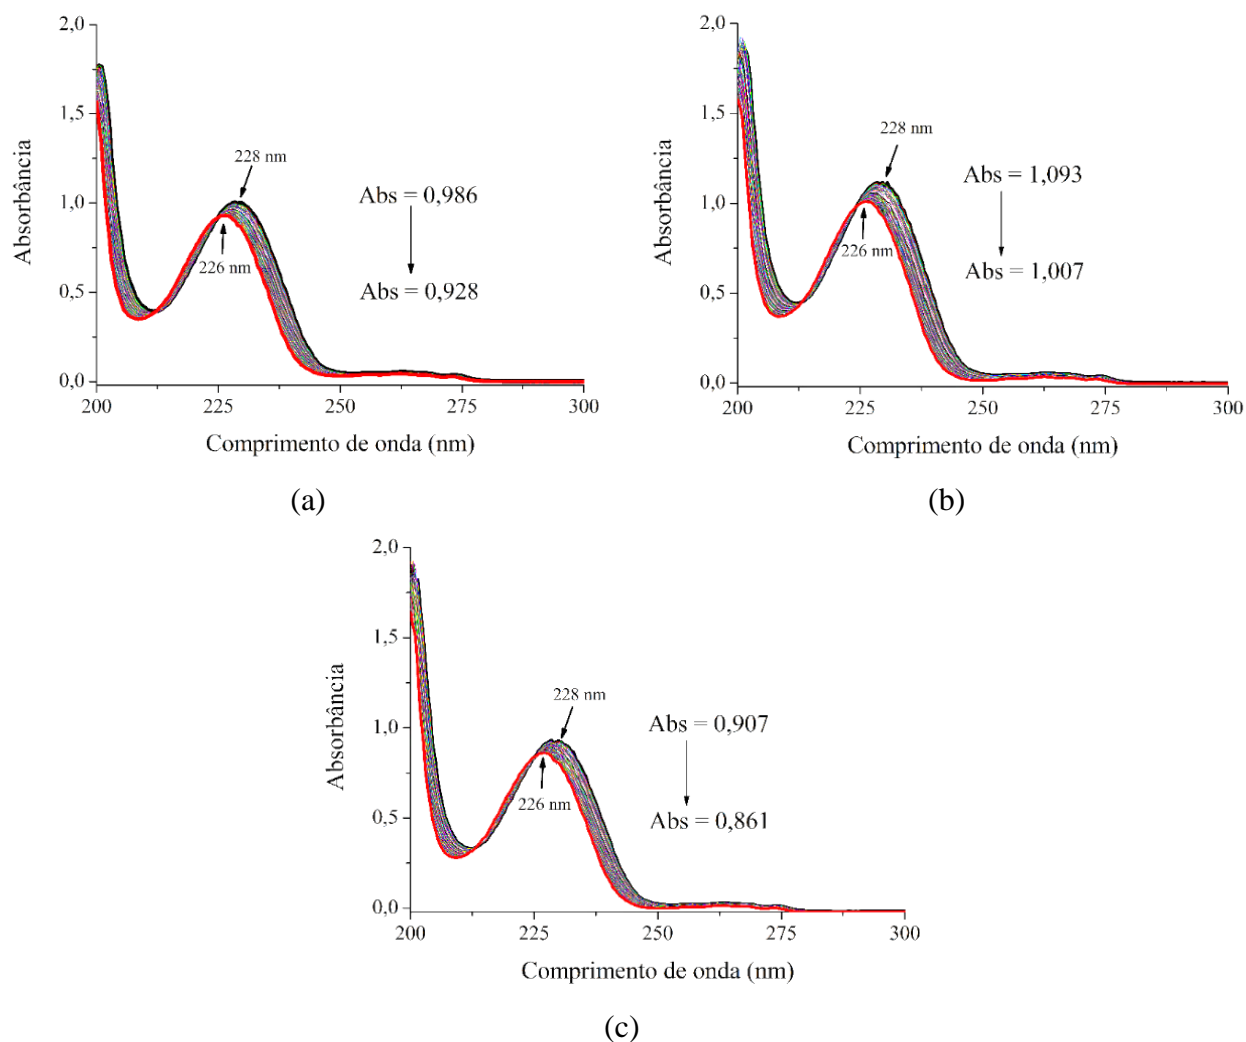 2,0
1,5
1,0
0,5
0,0
Absorbância
228 nm
226 nm
Abs = 0,986
Abs = 0,928
200
225
250
275
300
Comprimento de onda (nm)
(a)
2,0
1,5
1,0
0,5
0,0
Absorbância
228 nm
226 nm
Abs = 1,093
Abs = 1,007
200
225
250
275
300
Comprimento de onda (nm)
(b)
2,0
1,5
1,0
0,5
0,0
Absorbância
228 nm
226 nm
Abs = 0,907
Abs = 0,861
200
225
250
275
300
Comprimento de onda (nm)
(c)